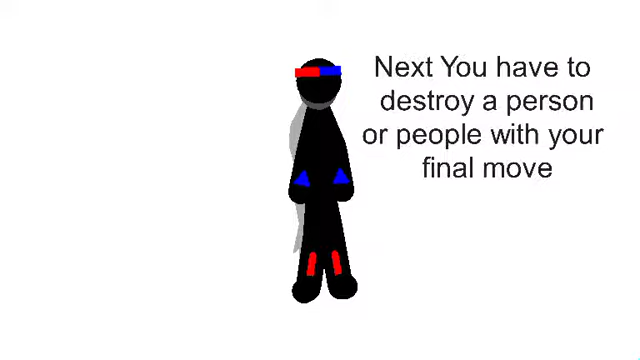 Next You have to
destroy a person
or people with your
final move